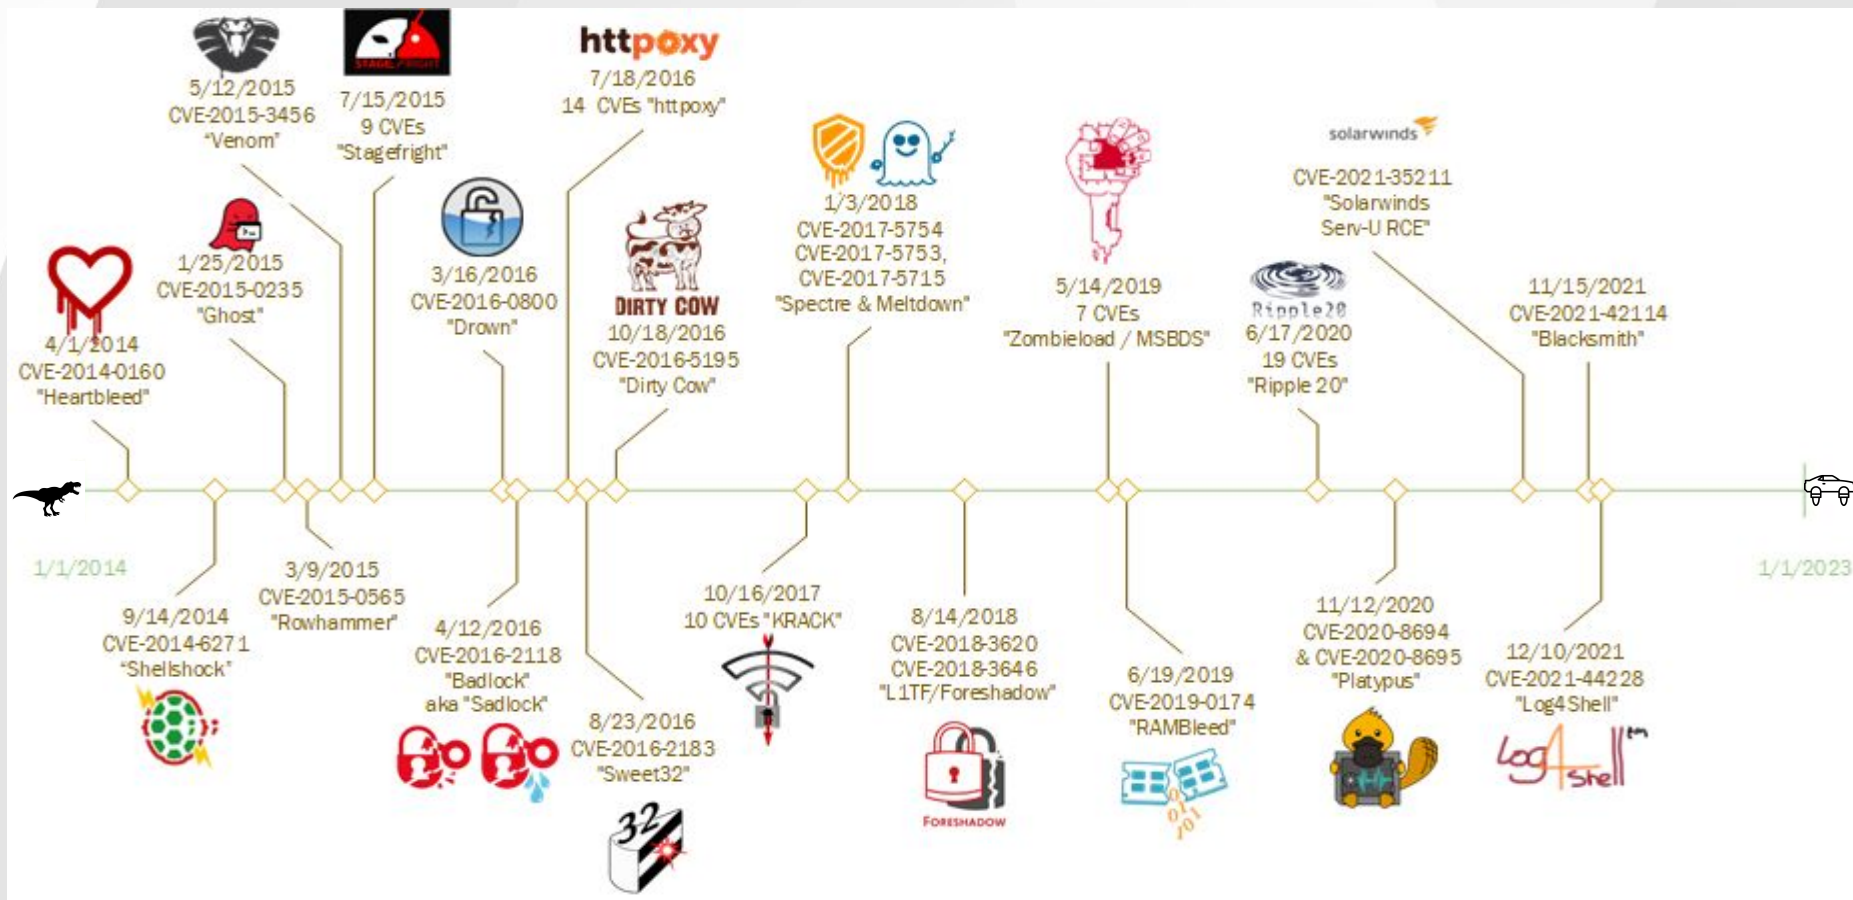 5/12/2015
CVE-2015-3456
"Venom"
STAGEFRIGHT
7/15/2015
9 CVEs
"Stagefright"
httpoxy
7/18/2016
14 CVEs "httpoxy"
1/25/2015
CVE-2015-0235
"Ghost"
4/1/2014
CVE-2014-0160
"Heartbleed"
3/16/2016
CVE-2016-0800
"Drown"
DIRTY COW
10/18/2016
CVE-2016-5195
"Dirty Cow"
1/3/2018
CVE-2017-5754
CVE-2017-5753,
CVE-2017-5715
"Spectre & Meltdown"
5/14/2019
7 CVEs
"Zombieload / MSBDS"
solarwinds
CVE-2021-35211
"Solarwinds
Serv-U RCE"
Ripple20
6/17/2020
19 CVEs
"Ripple 20"
11/15/2021
CVE-2021-42114
"Blacksmith"
1/1/2014
1/1/2023
9/14/2014
CVE-2014-6271
"Shellshock"
3/9/2015
CVE-2015-0565
"Rowhammer"
4/12/2016
CVE-2016-2118
"Badlock"
aka "Sadlock"
8/23/2016
CVE-2016-2183
"Sweet32"
32
10/16/2017
10 CVEs "KRACK"
8/14/2018
CVE-2018-3620
CVE-2018-3646
"L1TF/Foreshadow"
FORESHADOW
6/19/2019
CVE-2019-0174
"RAMBleed"
01
101
11/12/2020
CVE-2020-8694
& CVE-2020-8695
"Platypus"
12/10/2021
CVE-2021-44228
"Log4Shell"
Log4shell tm